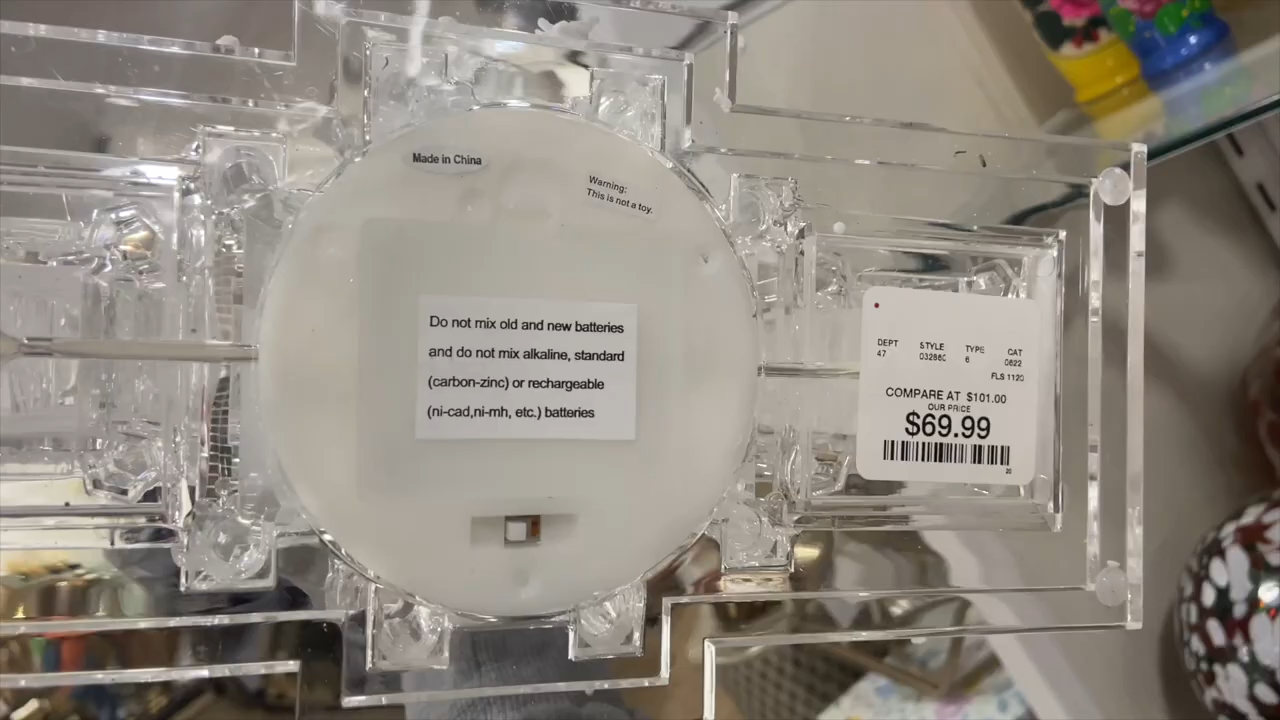 Made in China
Warning:
This is not a toy.
Do not mix old and new batteries
and do not mix alkaline, standard
(carbon-zinc) or rechargeable
(ni-cad,ni-mh, etc.) batteries
DEPT STYLE TYPE CAT
47 03286C 6 0622
FLS 1120
COMPARE AT $101.00
OUR PRICE
$69.99
20